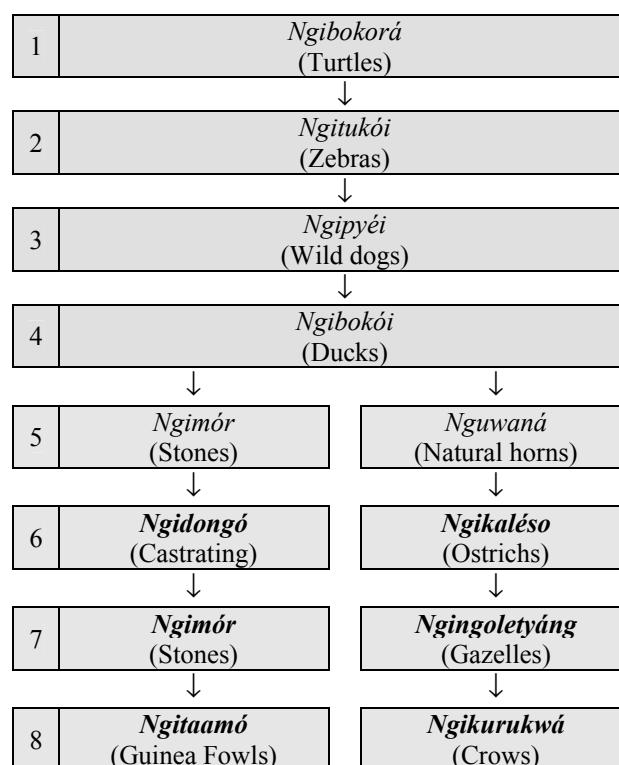 1
Ngibokorá
(Turtles)
↓
2
Ngitukói
(Zebras)
↓
3
Ngipyéi
(Wild dogs)
↓
4
Ngibokói
(Ducks)
↓ ↓
5
Ngimór Nguwaná
(Stones) (Natural horns)
↓ ↓
6
Ngidongó Ngikaléso
(Castrating) (Ostrichs)
↓ ↓
7
Ngimór Ngingoletyáng
(Stones) (Gazelles)
↓ ↓
8
Ngitaamó Ngikurukwá
(Guinea Fowls) (Crows)